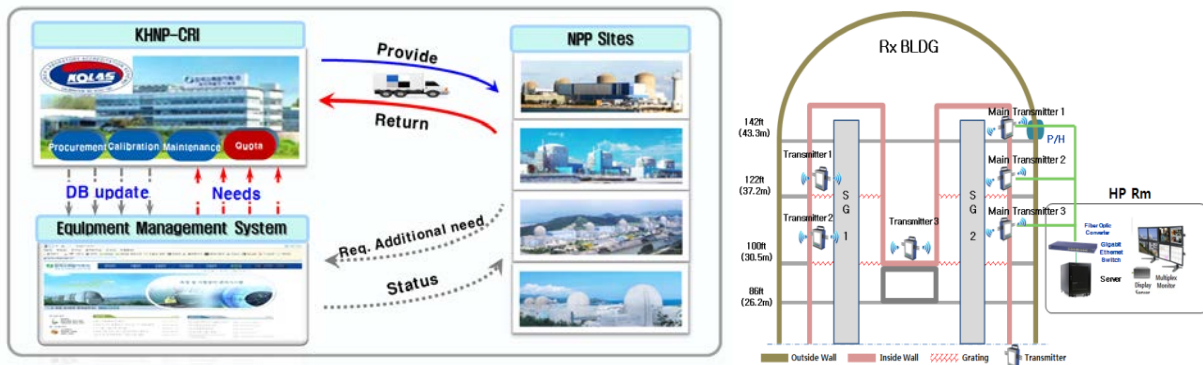 KHNP-CRI
KOLAS
Procurement
Calibration
Maintenance
Quota
DB update
Needs
Equipment Management System
Provide
Return
Req. Additional need
Status
NPP Sites
Rx BLDG
142ft
(43.3m)
122ft
(37.2m)
100ft
(30.5m)
86ft
(26.2m)
Transmitter 1
Transmitter 2
Transmitter 3
SG 1
SG 2
Main Transmitter 1
P/H
Main Transmitter 2
Main Transmitter 3
HP Rm
Fiber Optic
Converter
Gigabit
Ethernet
Switch
Server
Display
Server
Multiplex
Monitor
Outside Wall
Inside Wall
Grating
Transmitter